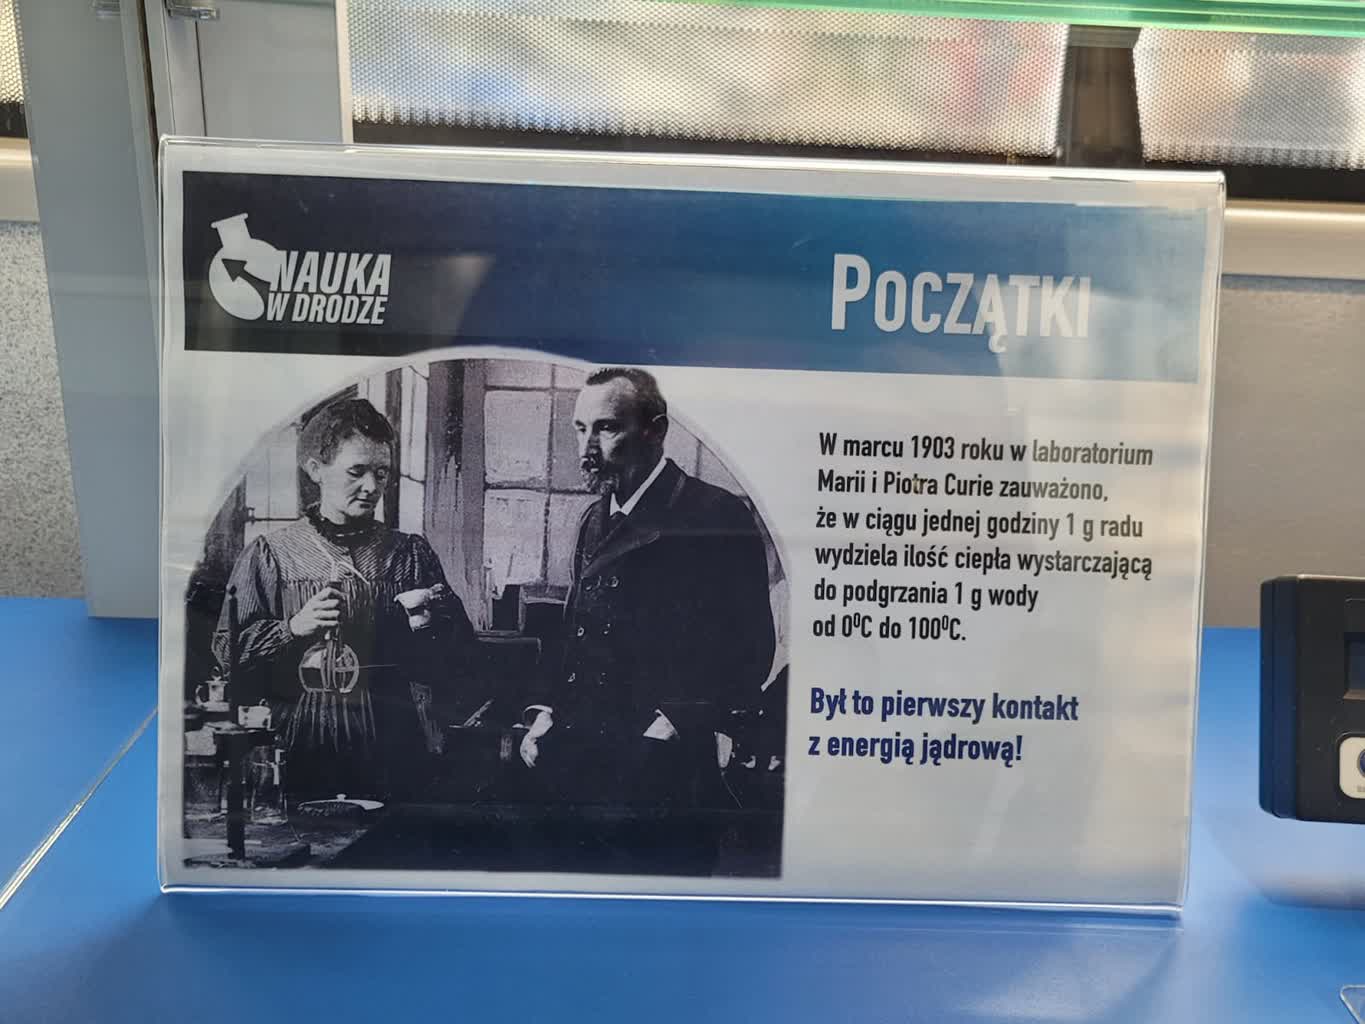 NAUKA
W DRODZE
POCZĄTKI
W marcu 1903 roku w laboratorium
Marii i Piotra Curie zauważono,
że w ciągu jednej godziny 1 g radu
wydziela ilość ciepła wystarczającą
do podgrzania 1 g wody
od 0⁰C do 100⁰C.
Był to pierwszy kontakt
z energią jądrową!